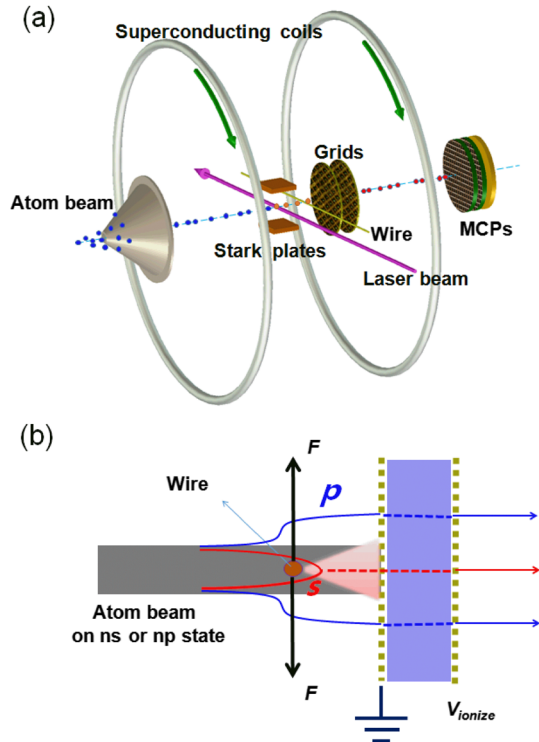 (a)
Superconducting coils
Grids
Atom beam
Wire
MCPs
Stark plates
Laser beam
(b)
F
Wire
p
s
Atom beam
on ns or np state
F
Vionize